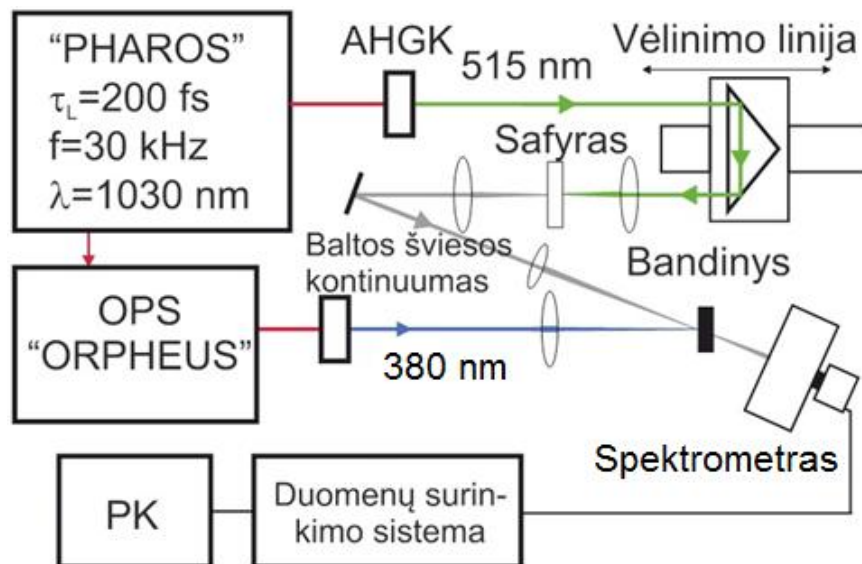 "PHAROS"
τL=200 fs
f=30 kHz
λ=1030 nm
AHGK
515 nm
Vėlinimo linija
Safyras
Baltos šviesos
kontinuumas
Bandinys
OPS
"ORPHEUS"
380 nm
Spektrometras
PK
Duomenų surin-
kimo sistema